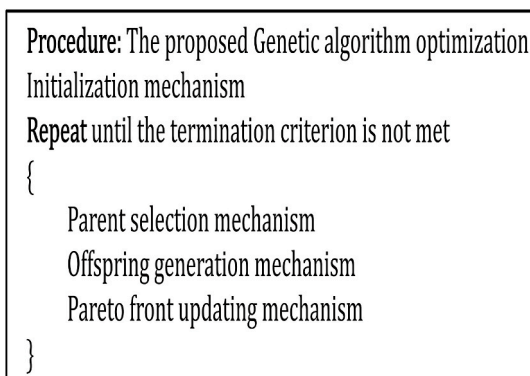 Procedure: The proposed Genetic algorithm optimization
Initialization mechanism
Repeat until the termination criterion is not met
{
Parent selection mechanism
Offspring generation mechanism
Pareto front updating mechanism
}